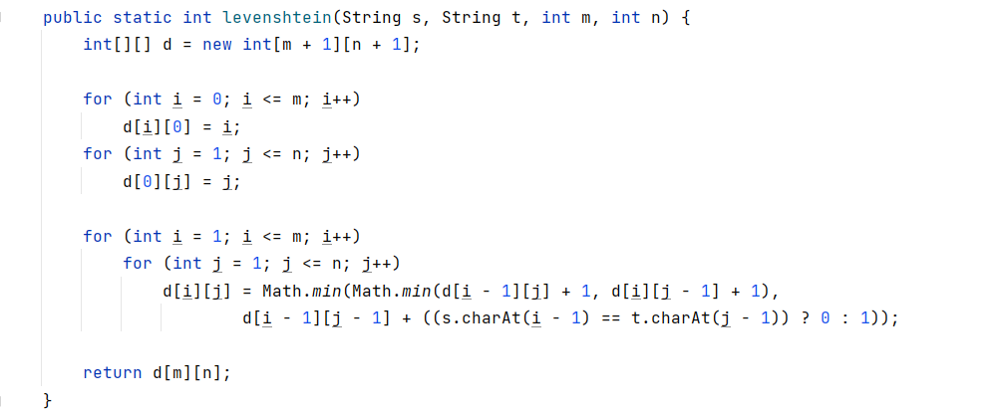 public static int levenshtein(String s, String t, int m, int n) {
    int[][] d = new int[m + 1][n + 1];

    for (int i = 0; i <= m; i++)
        d[i][0] = i;
    for (int j = 1; j <= n; j++)
        d[0][j] = j;

    for (int i = 1; i <= m; i++)
        for (int j = 1; j <= n; j++)
            d[i][j] = Math.min(Math.min(d[i - 1][j] + 1, d[i][j - 1] + 1),
                    d[i - 1][j - 1] + ((s.charAt(i - 1) == t.charAt(j - 1)) ? 0 : 1));

    return d[m][n];
}